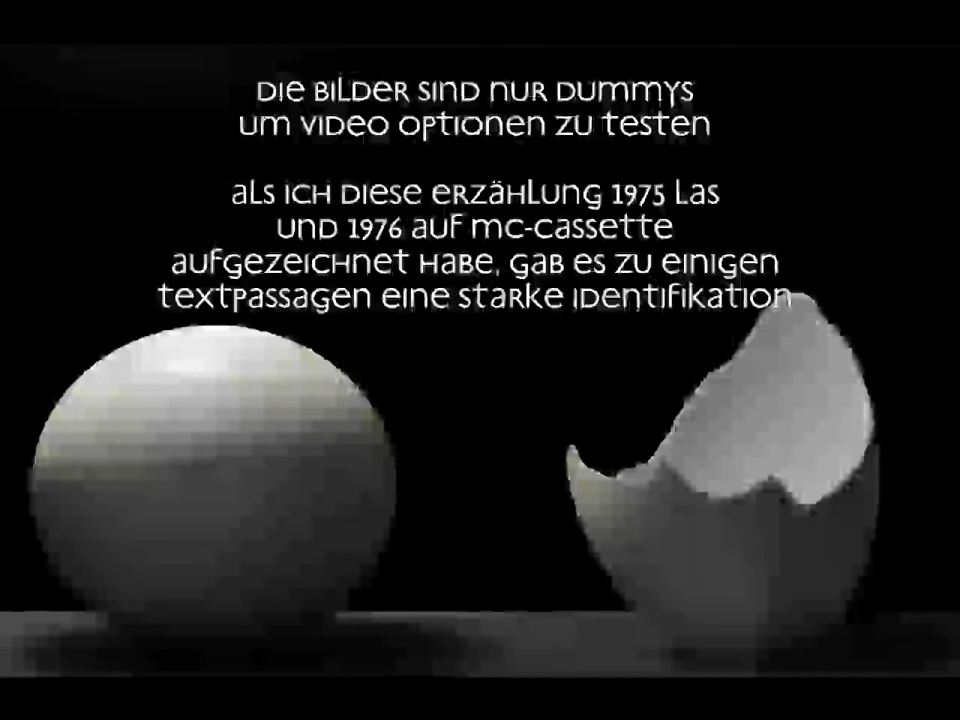 Die Bilder sind nur Dummys
um Video Optionen zu testen
als ich diese Erzählung 1975 las
und 1976 auf mc-cassette
aufgezeichnet habe, gab es zu einigen
Textpassagen eine starke Identifikation